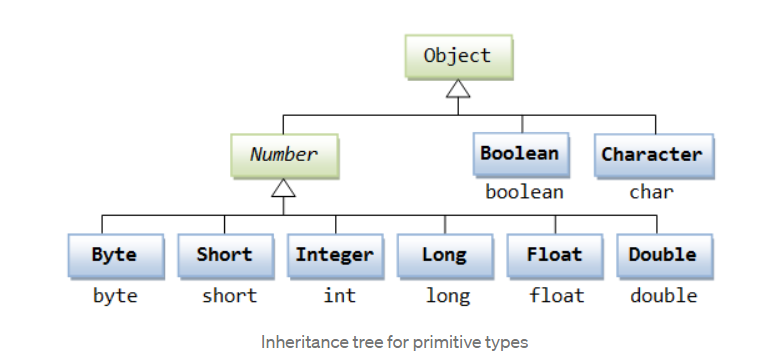 Object
Number
Boolean
Character
boolean
char
Byte
Short
Integer
Long
Float
Double
byte
short
int
long
float
double
Inheritance tree for primitive types